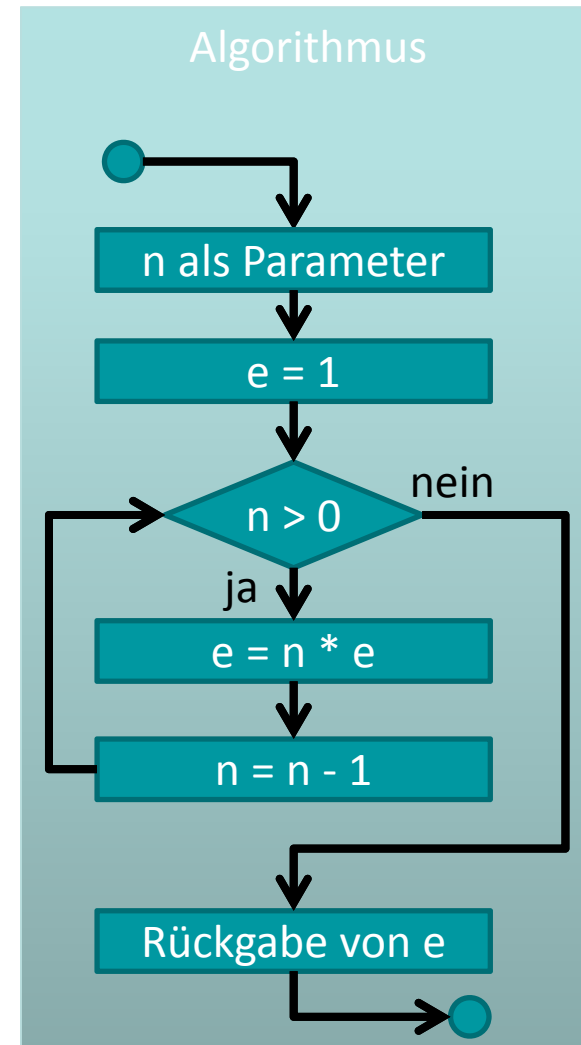 Algorithmus
n als Parameter
e = 1
n > 0
nein
ja
e = n * e
n = n - 1
Rückgabe von e